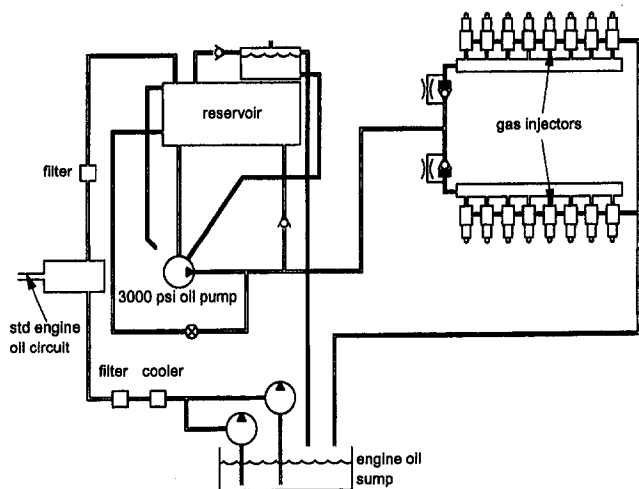 reservoir
gas injectors
filter
3000 psi oil pump
std engine
oil circuit
filter cooler
engine oil
sump